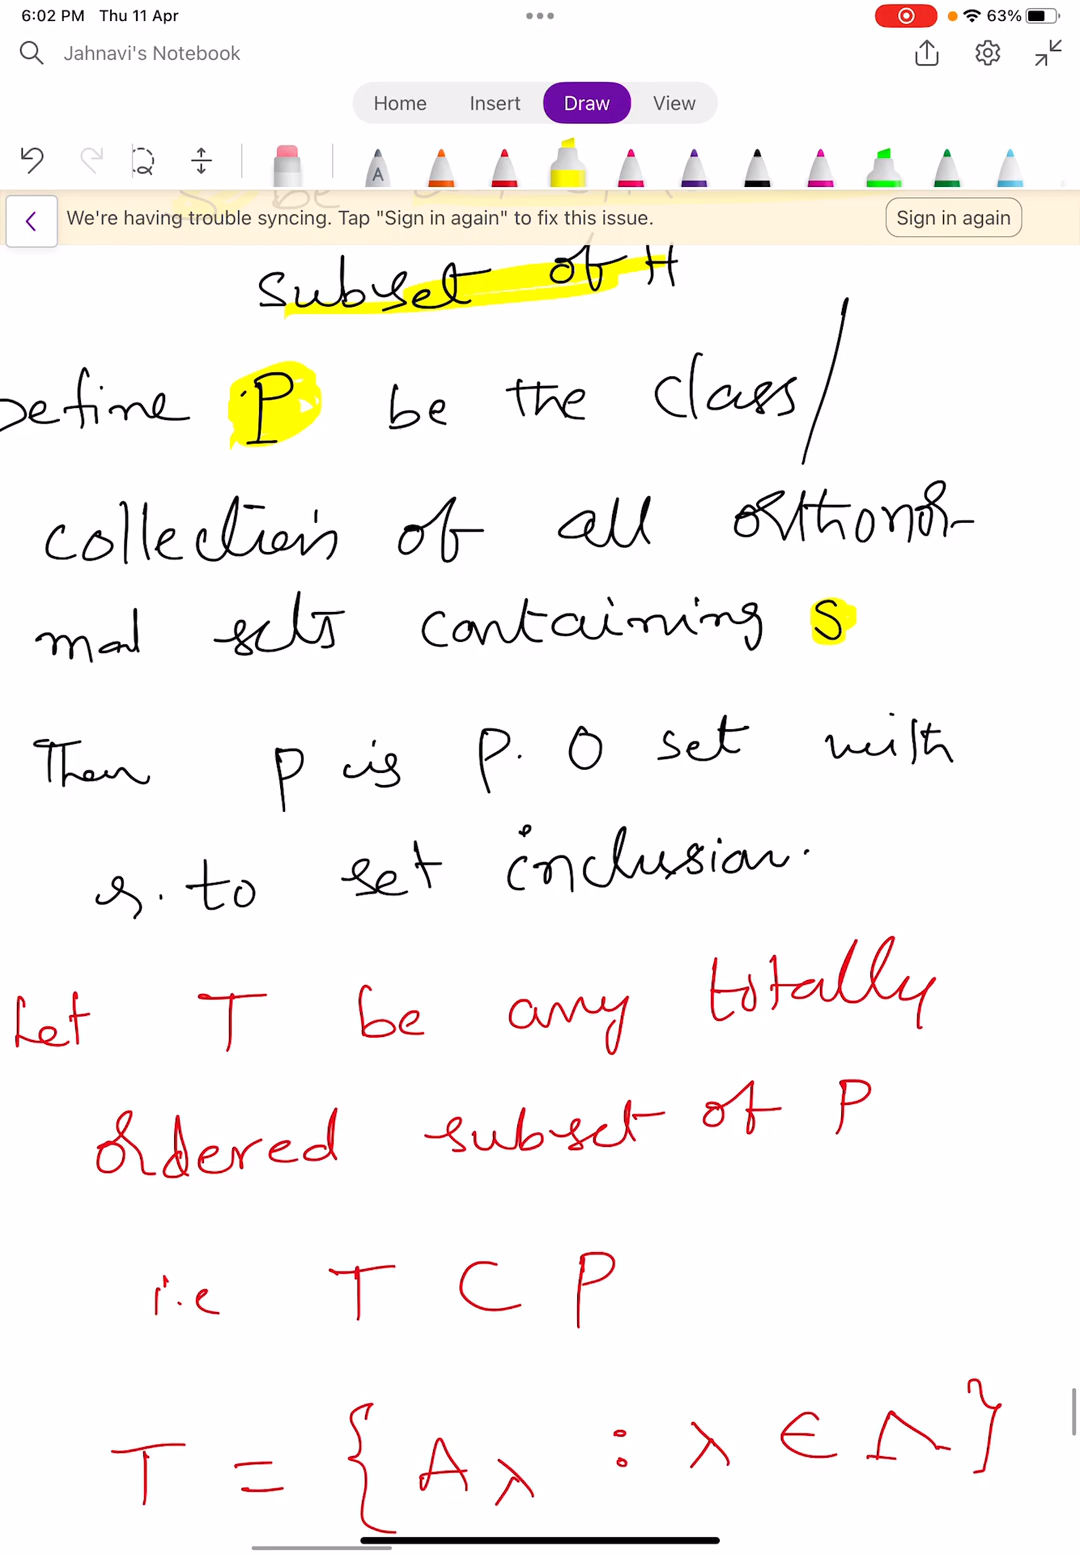 6:02 PM Thu 11 Apr
63%
Jahnavi's Notebook
Home Insert Draw View
A
We're having trouble syncing. Tap "Sign in again" to fix this issue.
Sign in again
subset of H
Define P be the class/
collection of all orthonor-
mal sets containing S
Then P is P.O set with
r. to set inclusion.
Let T be any totally
ordered subset of P
i.e T ⊂ P
T = { A_λ : λ ∈ Λ }